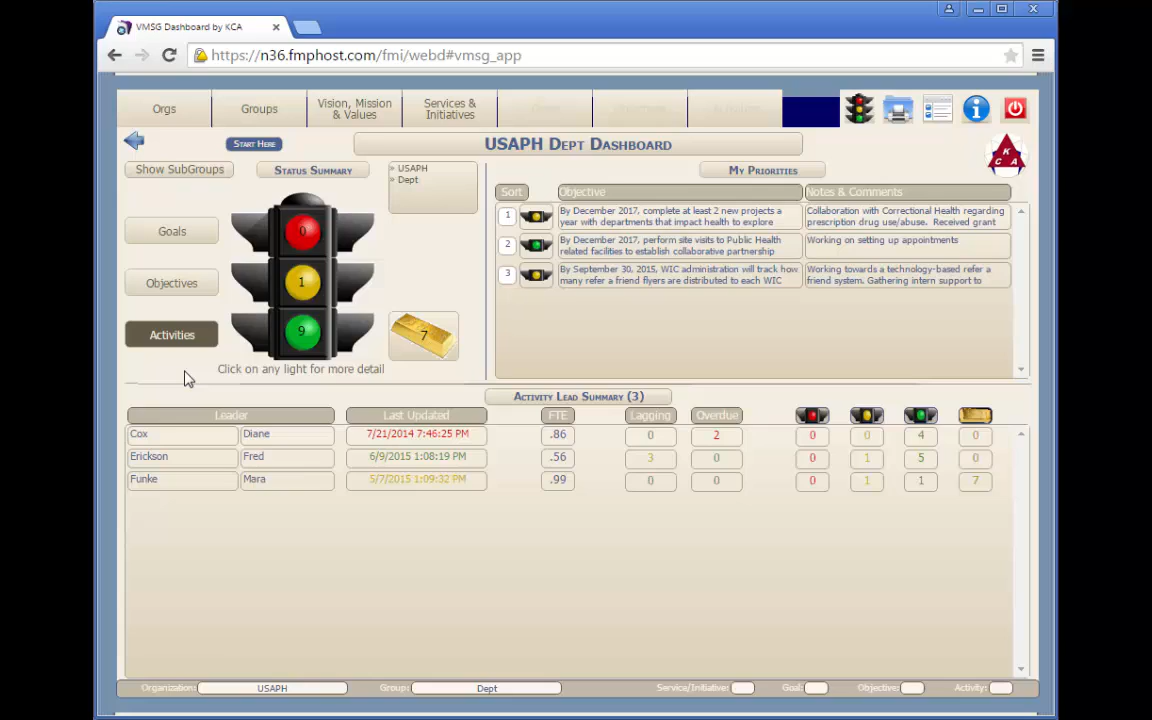 VMSG Dashboard by KCA
https://n36.fmphost.com/fmi/webd#vmsg_app
Orgs
Groups
Vision, Mission
& Values
Services &
Initiatives
START HERE
USAPH DEPT DASHBOARD
KCA
Show SubGroups
STATUS SUMMARY
» USAPH
» Dept
MY PRIORITIES
Sort Objective Notes & Comments
1 By December 2017, complete at least 2 new projects a Collaboration with Correctional Health regarding
year with departments that impact health to explore prescription drug use/abuse. Received grant
2 By December 2017, perform site visits to Public Health Working on setting up appointments
related facilities to establish collaborative partnership
3 By September 30, 2015, WIC administration will track how Working towards a technology-based refer a
many refer a friend flyers are distributed to each WIC friend system. Gathering intern support to
Goals
Objectives
Activities
0
1
9
7
Click on any light for more detail
ACTIVITY LEAD SUMMARY (3)
Leader Last Updated FTE Lagging Overdue
Cox Diane 7/21/2014 7:46:25 PM .86 0 2 0 0 4 0
Erickson Fred 6/9/2015 1:08:19 PM .56 3 0 0 1 5 0
Funke Mara 5/7/2015 1:09:32 PM .99 0 0 0 1 1 7
Organization: USAPH Group: Dept Service/Initiative: Goal: Objective: Activity: